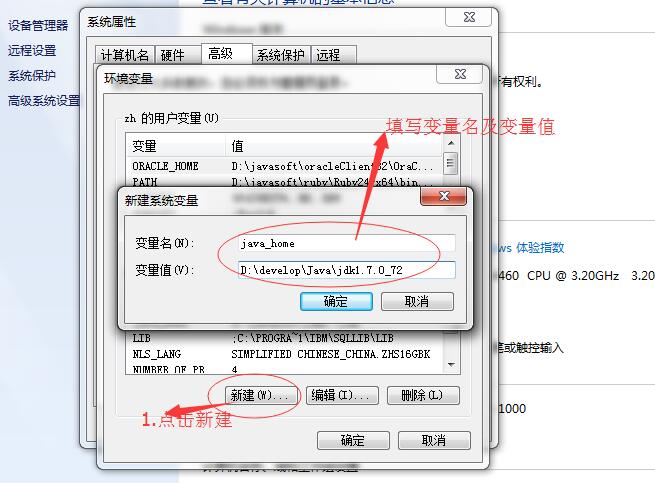 设备管理器
远程设置
系统保护
高级系统设置
系统属性
计算机名 硬件 高级 系统保护 远程
环境变量
有权利。
zh 的用户变量(U)
填写变量名及变量值
变量 值
ORACLE_HOME D:\javasoft\oracleClient32\OraC...
PATH D:\javasoft\ruby\Ruby24-x64\bin...
新建系统变量
变量名(N): java_home
变量值(V): D:\develop\Java\jdk1.7.0_72
确定 取消
ws 体验指数
460 CPU @ 3.20GHz 3.20
笔或触控输入
LIB ;C:\PROGRA~1\IBM\SQLLIB\LIB
NLS_LANG SIMPLIFIED CHINESE_CHINA.ZHS16GBK
NUMBER_OF_PR 4
新建(W)... 编辑(I)... 删除(L)
1000
1.点击新建
确定 取消